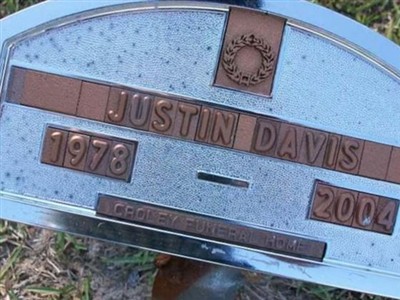 JUSTIN DAVIS
1978 2004
CROLEY FUNERAL HOME